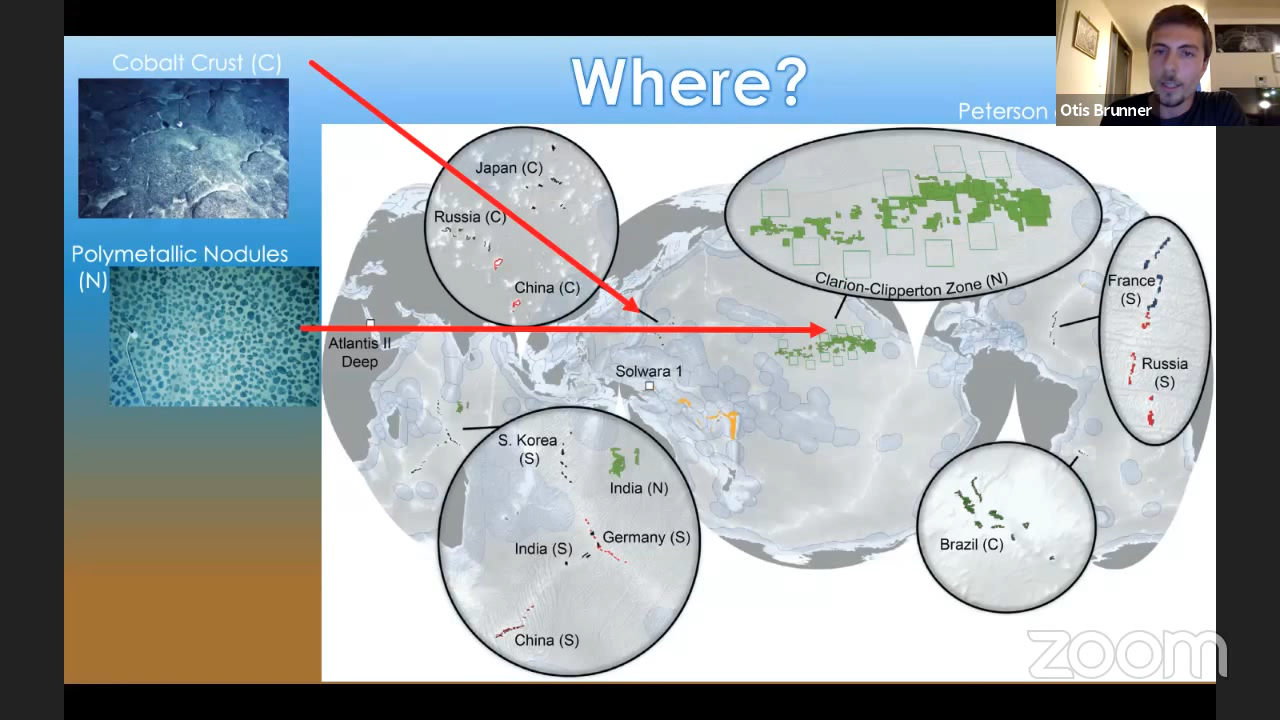 Cobalt Crust (C)
Where?
Peterson
Otis Brunner
Polymetallic Nodules
(N)
Japan (C)
Russia (C)
China (C)
Clarion-Clipperton Zone (N)
France
(S)
Russia
(S)
Atlantis II
Deep
Solwara 1
S. Korea
(S)
India (N)
India (S)
Germany (S)
China (S)
Brazil (C)
zoom